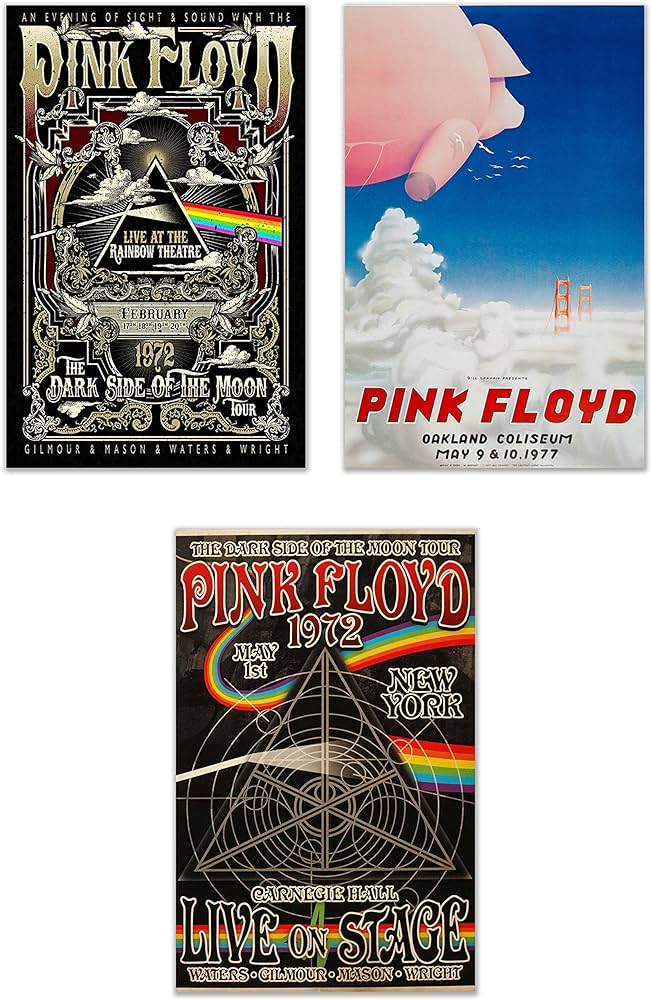 AN EVENING OF SIGHT & SOUND WITH THE
PINK FLOYD
LIVE AT THE
RAINBOW THEATRE
FEBRUARY
17TH 18TH 19TH 20TH
1972
THE
DARK SIDE OF THE MOON
TOUR
GILMOUR & MASON & WATERS & WRIGHT
BILL GRAHAM PRESENTS
PINK FLOYD
OAKLAND COLISEUM
MAY 9 & 10.1977
THE DARK SIDE OF THE MOON TOUR
PINK FLOYD
1972
MAY
1st
NEW
YORK
CARNEGIE HALL
LIVE ON STAGE
WATERS • GILMOUR • MASON • WRIGHT